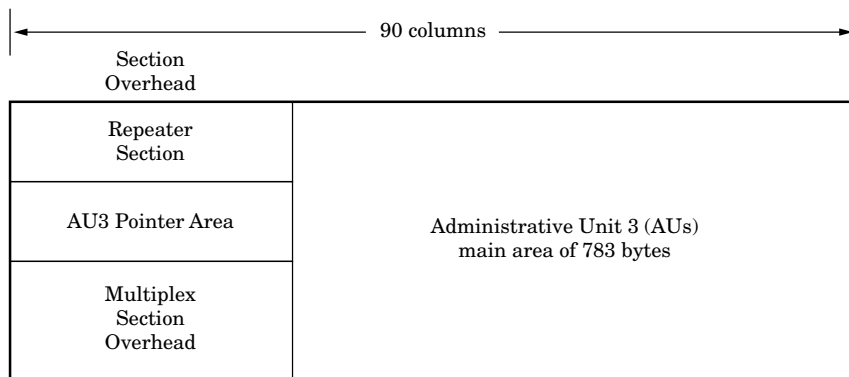 90 columns
Section
Overhead
Repeater
Section
AU3 Pointer Area
Multiplex
Section
Overhead
Administrative Unit 3 (AUs)
main area of 783 bytes